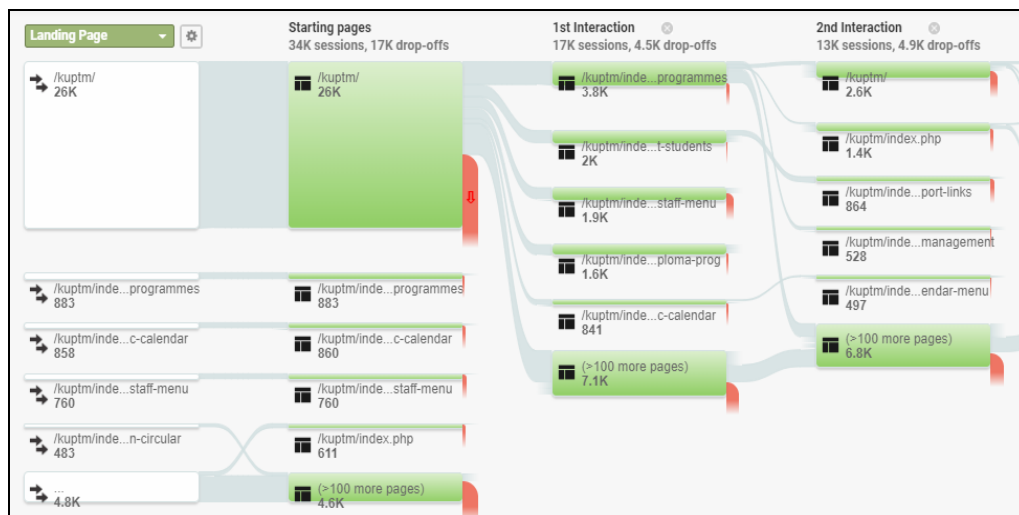 Landing Page
/kuptm/
26K
/kuptm/inde...programmes
883
/kuptm/inde...c-calendar
858
/kuptm/inde...staff-menu
760
/kuptm/inde...n-circular
483
...
4.8K
Starting pages
34K sessions, 17K drop-offs
/kuptm/
26K
/kuptm/inde...programmes
883
/kuptm/inde...c-calendar
860
/kuptm/inde...staff-menu
760
/kuptm/index.php
611
(>100 more pages)
4.6K
1st Interaction
17K sessions, 4.5K drop-offs
/kuptm/inde...programmes
3.8K
/kuptm/inde...t-students
2K
/kuptm/inde...staff-menu
1.9K
/kuptm/inde...ploma-prog
1.6K
/kuptm/inde...c-calendar
841
(>100 more pages)
7.1K
2nd Interaction
13K sessions, 4.9K drop-offs
/kuptm/
2.6K
/kuptm/index.php
1.4K
/kuptm/inde...port-links
864
/kuptm/inde...management
528
/kuptm/inde...endar-menu
497
(>100 more pages)
6.8K